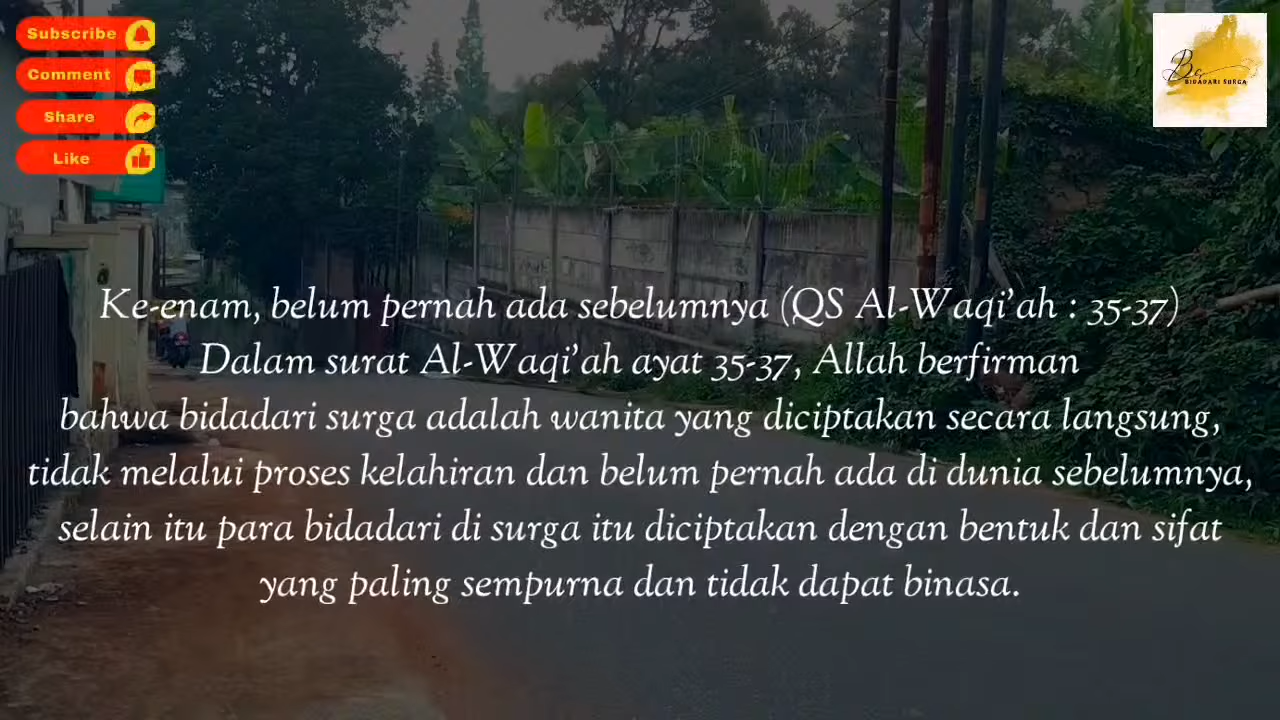 Subscribe
Comment
Share
Like
BIDADARI SURGA
Ke-enam, belum pernah ada sebelumnya (QS Al-Waqi'ah : 35-37)
Dalam surat Al-Waqi'ah ayat 35-37, Allah berfirman
bahwa bidadari surga adalah wanita yang diciptakan secara langsung,
tidak melalui proses kelahiran dan belum pernah ada di dunia sebelumnya,
selain itu para bidadari di surga itu diciptakan dengan bentuk dan sifat
yang paling sempurna dan tidak dapat binasa.